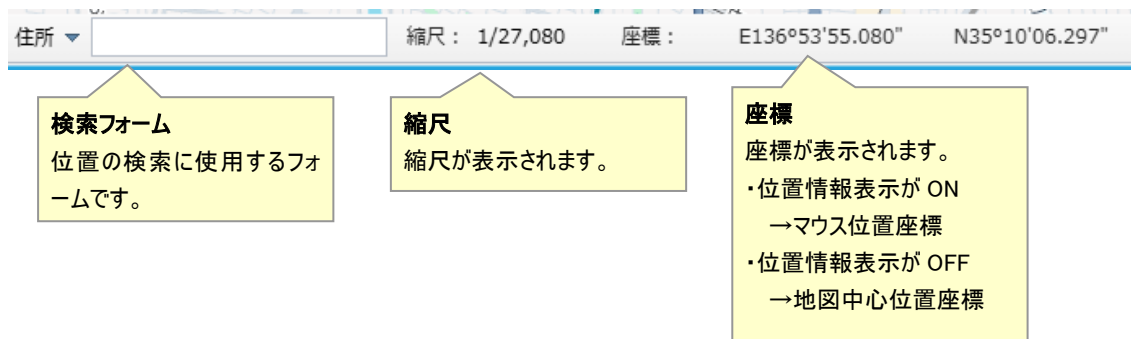 住所 ▼ 縮尺： 1/27,080 座標： E136°53'55.080" N35°10'06.297"
検索フォーム
位置の検索に使用するフォ
ームです。
縮尺
縮尺が表示されます。
座標
座標が表示されます。
・位置情報表示が ON
→マウス位置座標
・位置情報表示が OFF
→地図中心位置座標